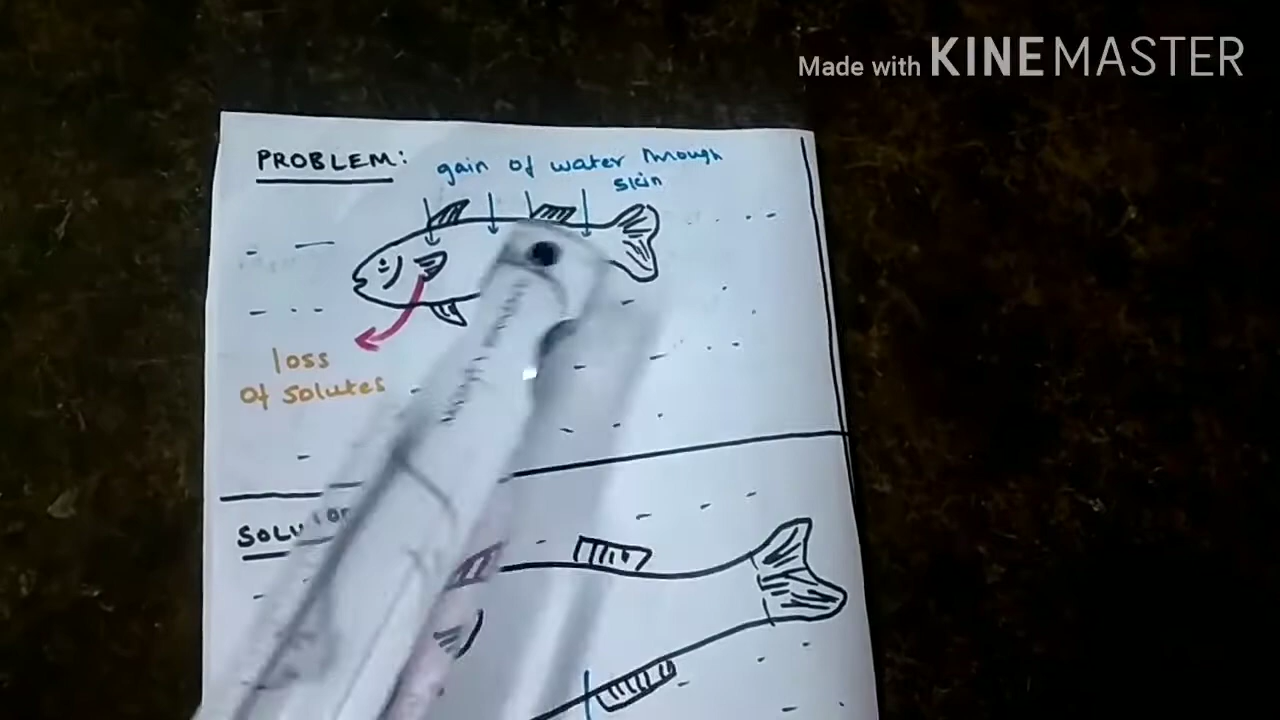 Made with KINEMASTER
PROBLEM:
gain of water through
skin
loss
of solutes